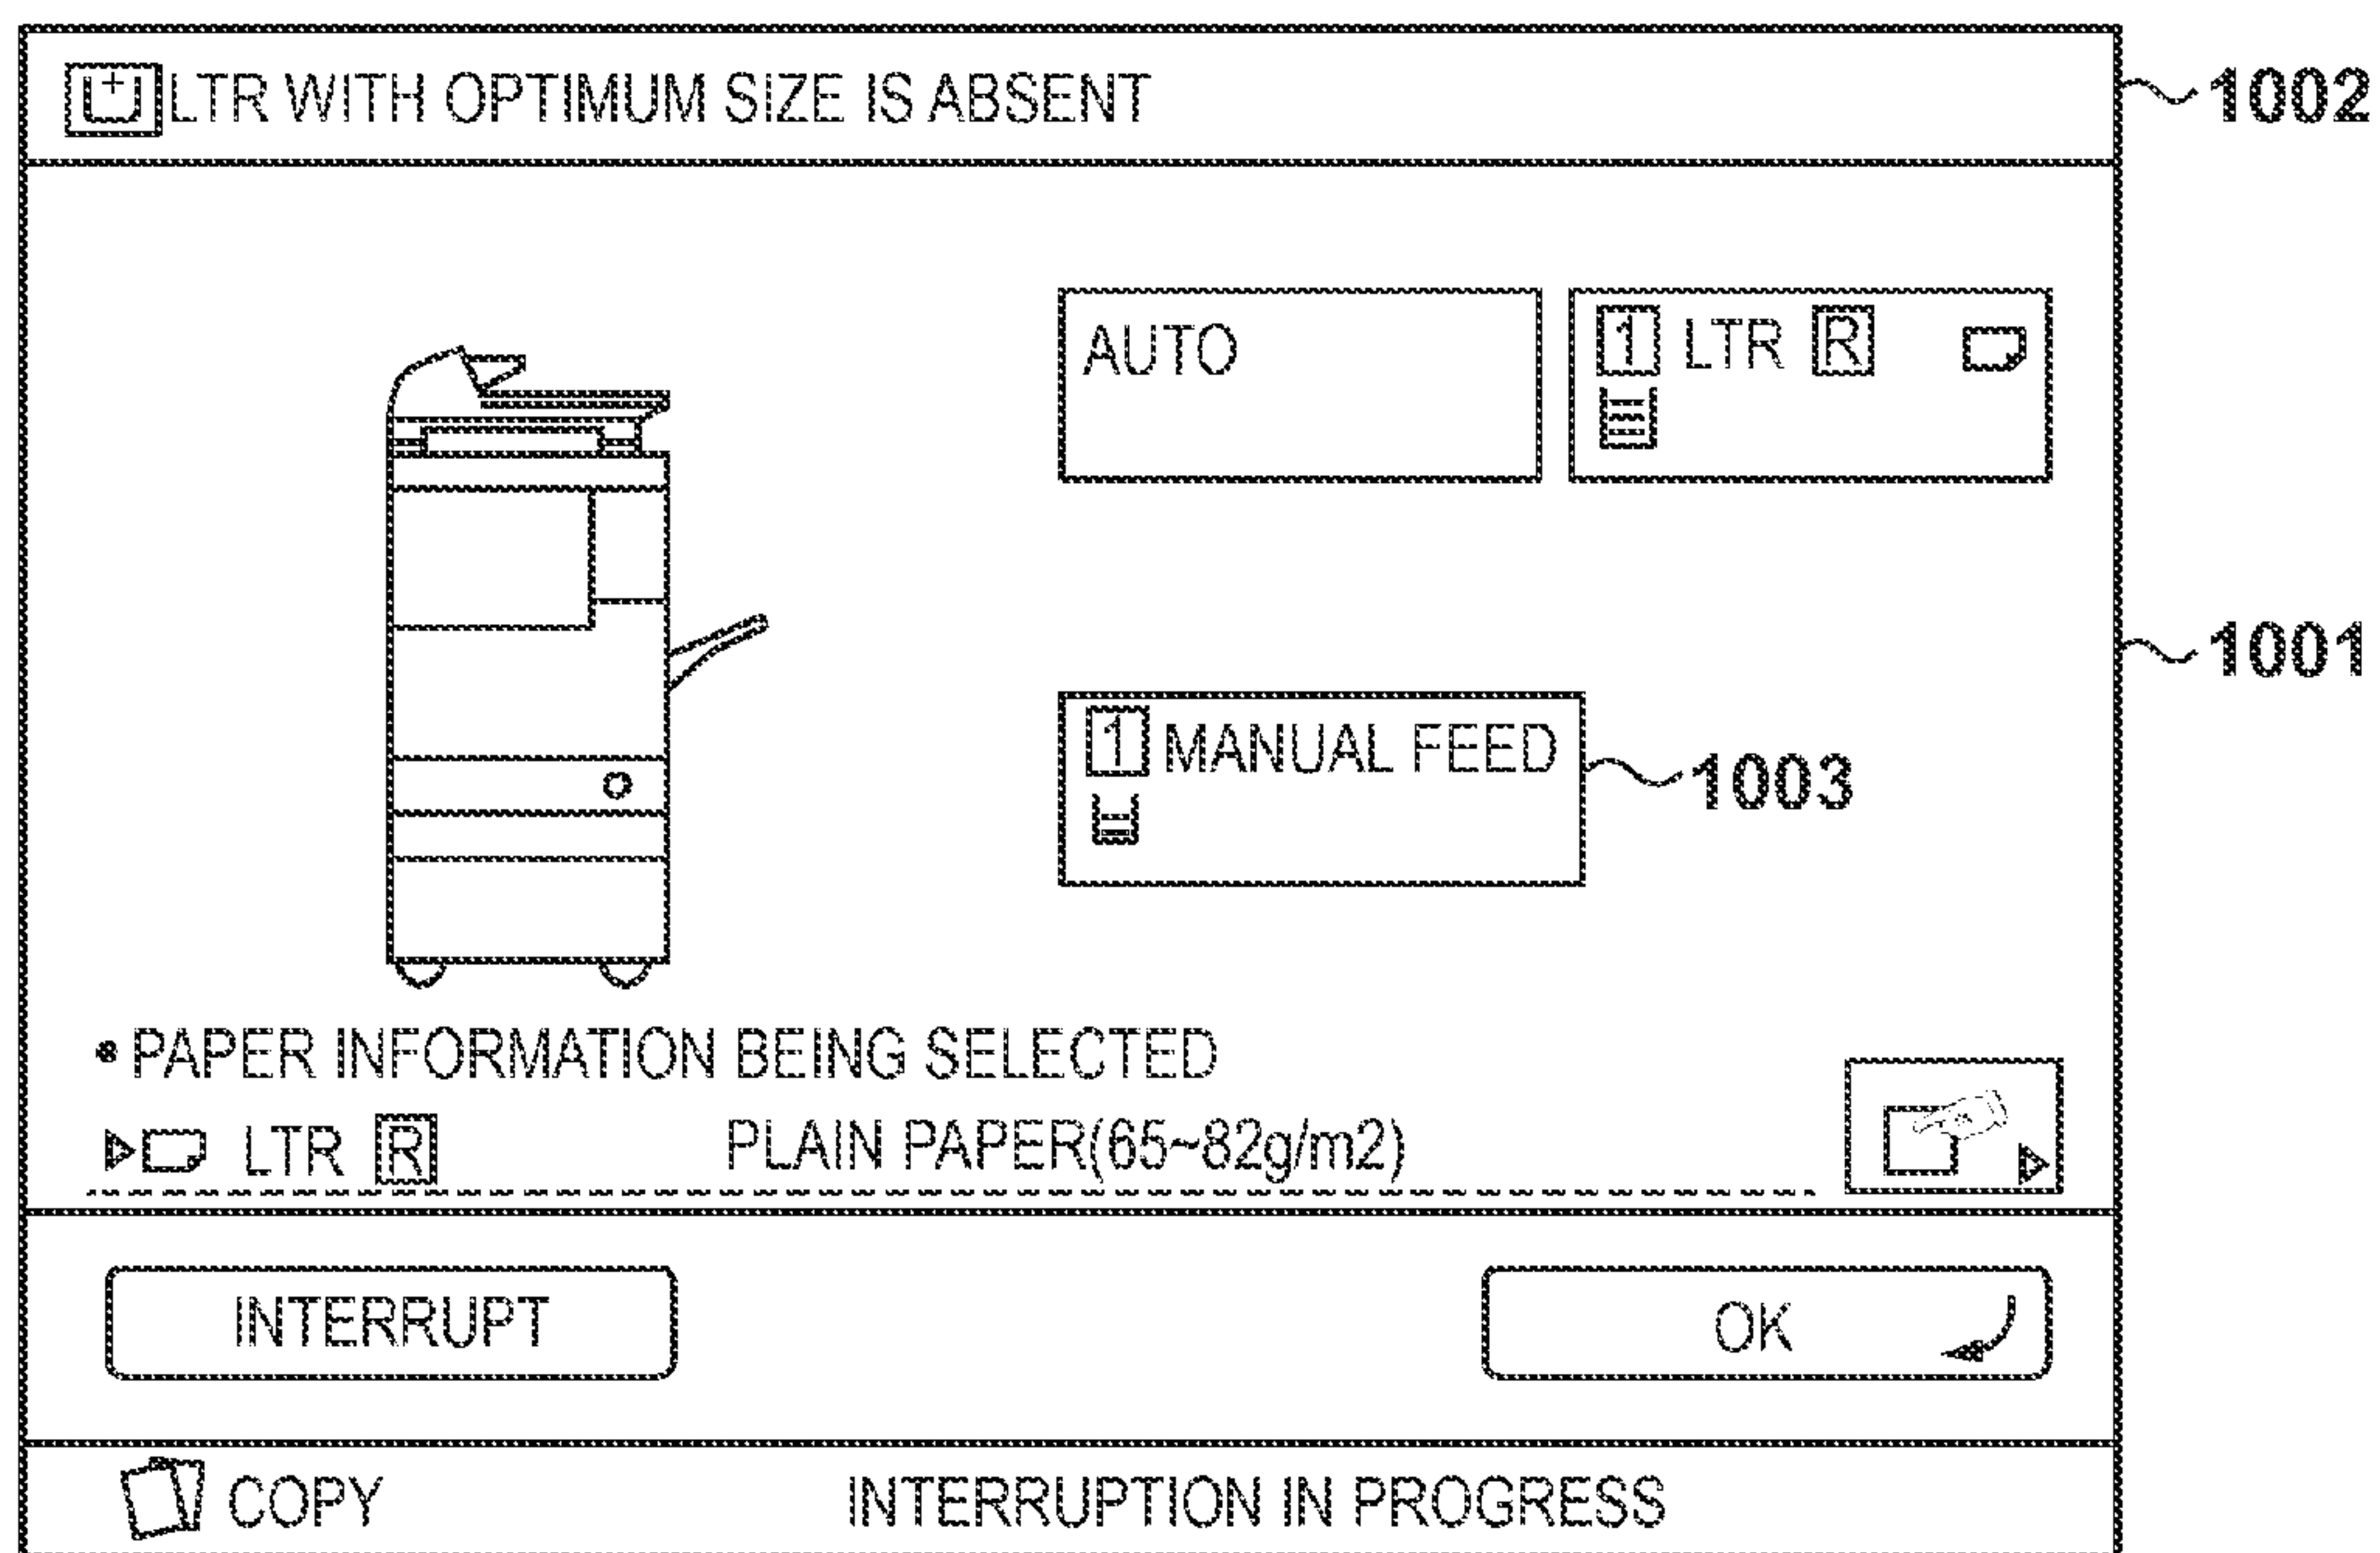 LTR WITH OPTIMUM SIZE IS ABSENT
1002
AUTO
1 LTR R
1001
1 MANUAL FEED
1003
• PAPER INFORMATION BEING SELECTED
LTR R PLAIN PAPER(65~82g/m2)
INTERRUPT
OK
COPY
INTERRUPTION IN PROGRESS